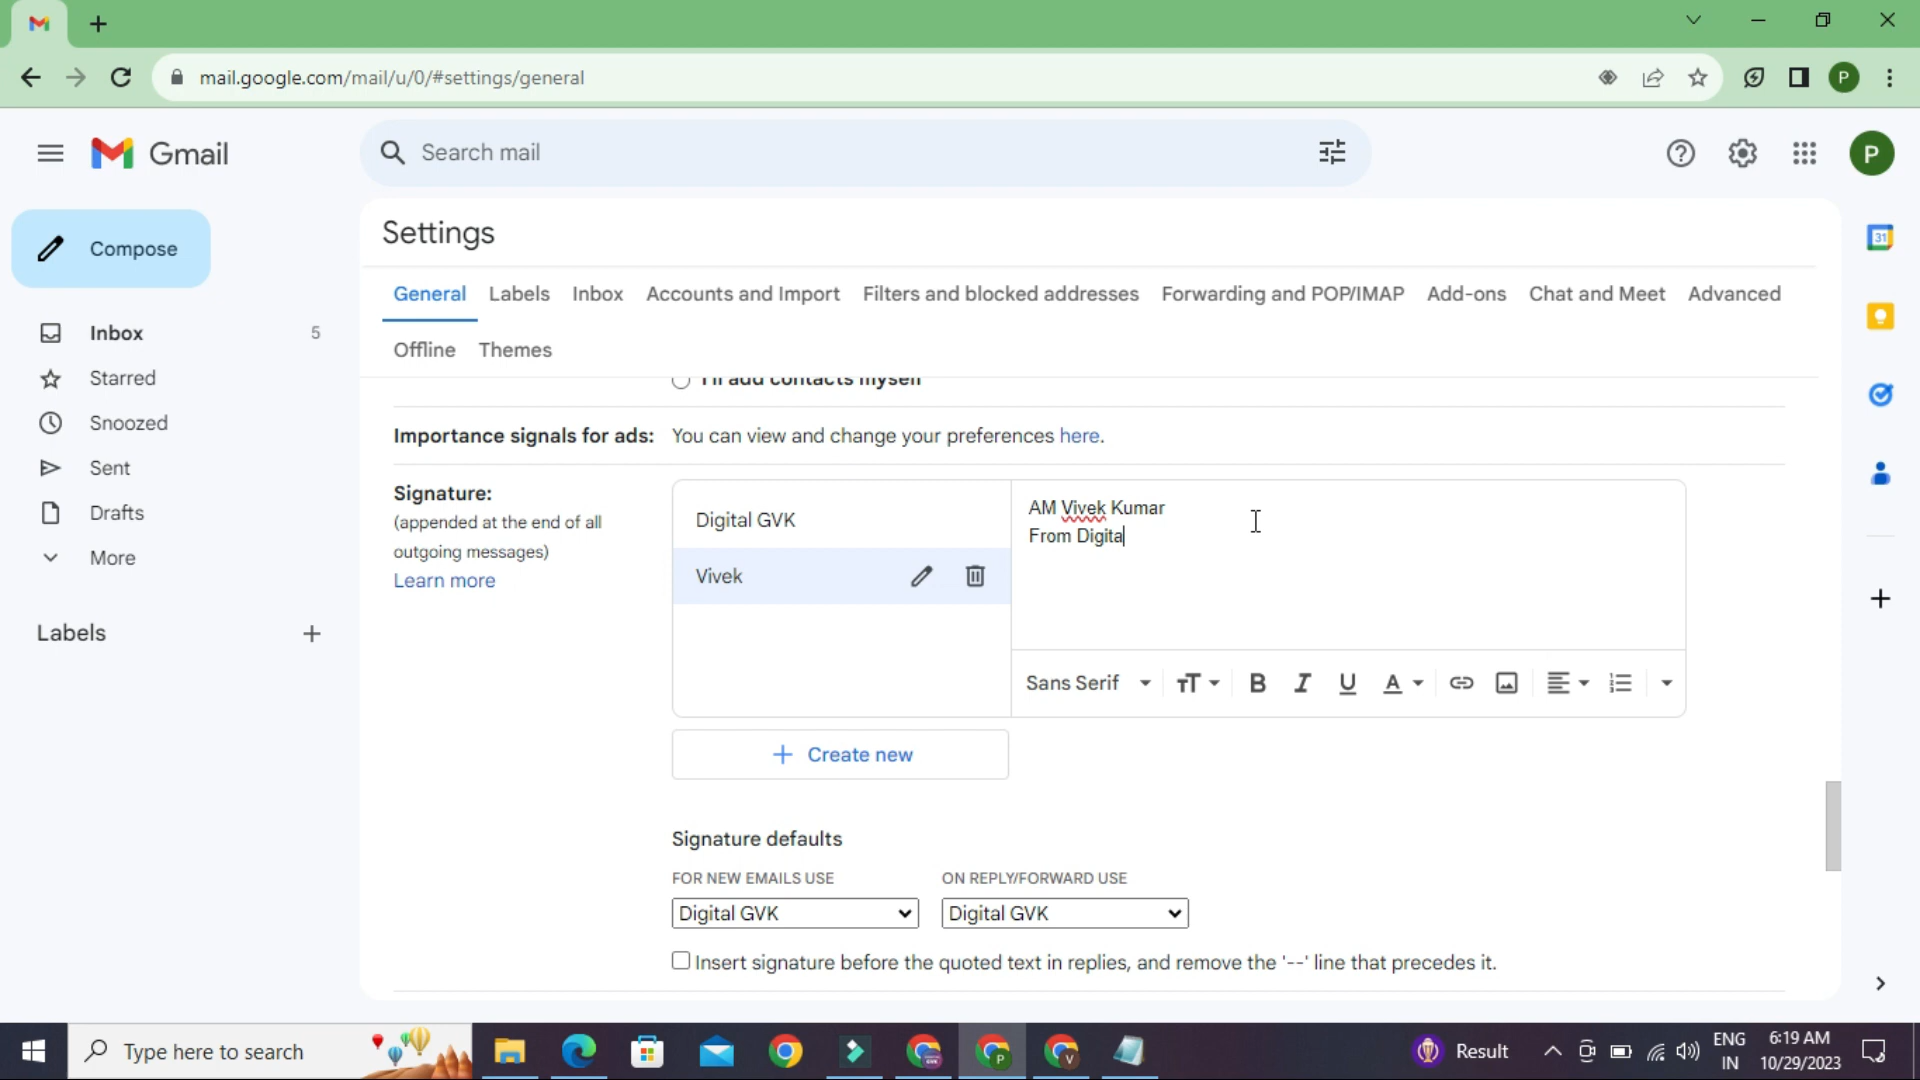 mail.google.com/mail/u/0/#settings/general
P
Gmail
Search mail
P
Compose
Settings
General Labels Inbox Accounts and Import Filters and blocked addresses Forwarding and POP/IMAP Add-ons Chat and Meet Advanced
Offline Themes
Inbox 5
Starred
Snoozed
Sent
Drafts
More
Labels
31
I'll add contacts myself
Importance signals for ads: You can view and change your preferences here.
Signature:
(appended at the end of all
outgoing messages)
Learn more
Digital GVK
Vivek
AM Vivek Kumar
From Digita
Sans Serif
Create new
Signature defaults
FOR NEW EMAILS USE ON REPLY/FORWARD USE
Digital GVK Digital GVK
Insert signature before the quoted text in replies, and remove the '--' line that precedes it.
Type here to search
P
V
Result
ENG
IN
6:19 AM
10/29/2023